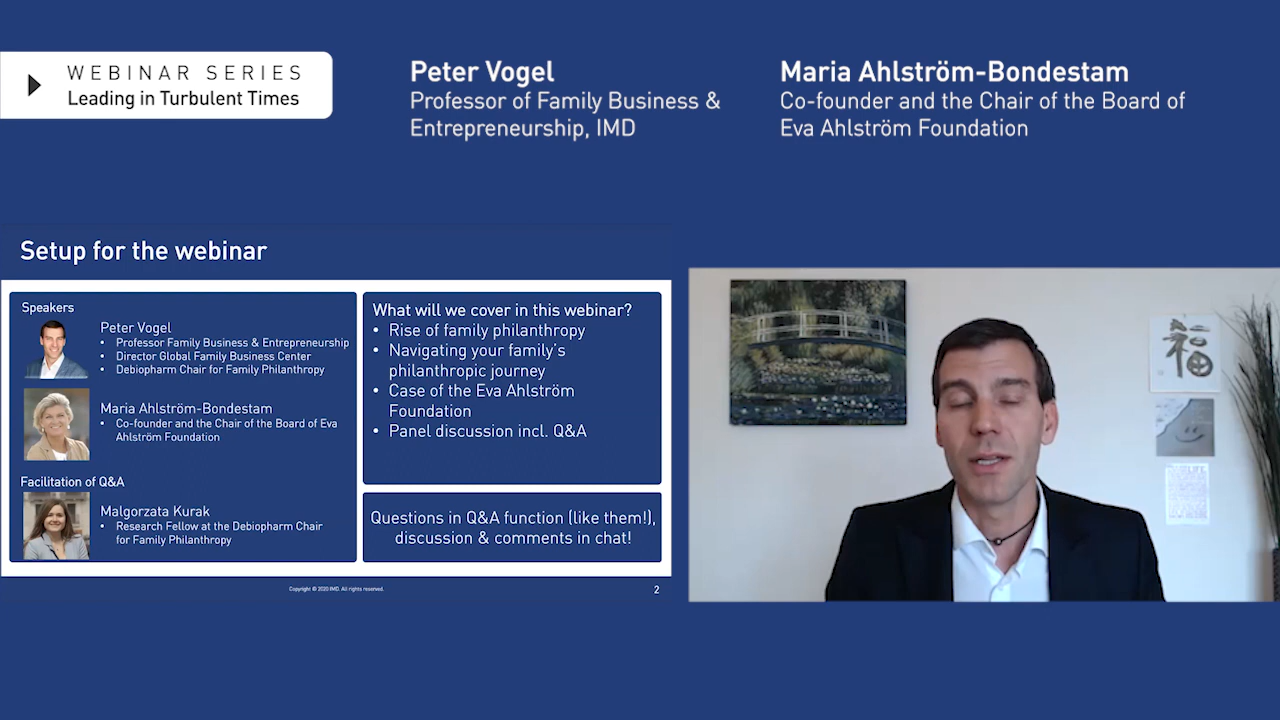 WEBINAR SERIES
Leading in Turbulent Times
Peter Vogel
Professor of Family Business &
Entrepreneurship, IMD
Maria Ahlström-Bondestam
Co-founder and the Chair of the Board of
Eva Ahlström Foundation
Setup for the webinar
Speakers
Peter Vogel
• Professor Family Business & Entrepreneurship
• Director Global Family Business Center
• Debiopharm Chair for Family Philanthropy
Maria Ahlström-Bondestam
• Co-founder and the Chair of the Board of Eva
Ahlström Foundation
Facilitation of Q&A
Malgorzata Kurak
• Research Fellow at the Debiopharm Chair
for Family Philanthropy
What will we cover in this webinar?
• Rise of family philanthropy
• Navigating your family's
philanthropic journey
• Case of the Eva Ahlström
Foundation
• Panel discussion incl. Q&A
Questions in Q&A function (like them!),
discussion & comments in chat!
Copyright © 2020 IMD. All rights reserved.
2
福